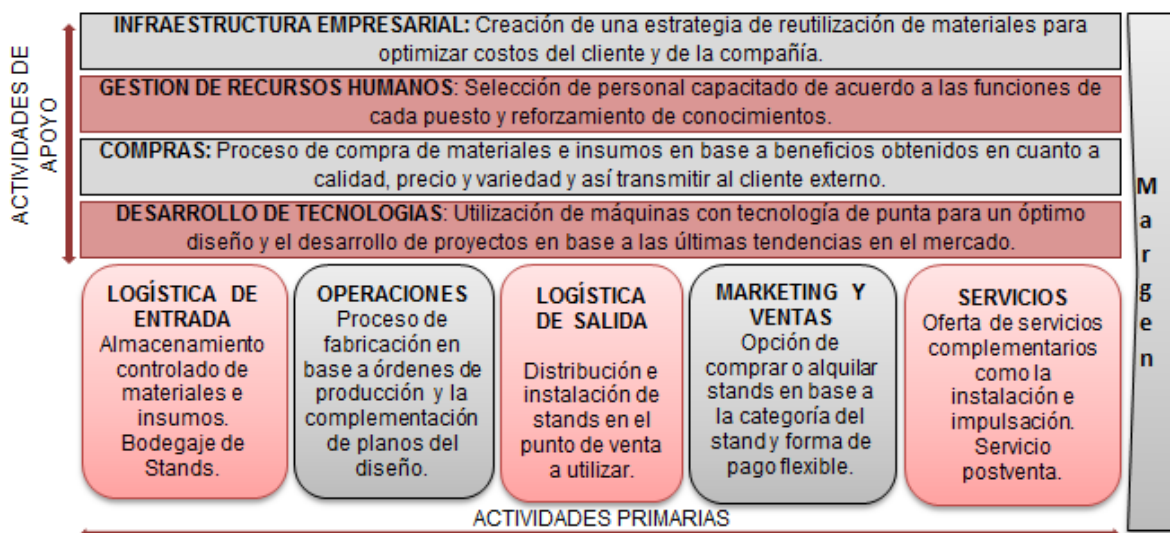 ACTIVIDADES DE
APOYO
INFRAESTRUCTURA EMPRESARIAL: Creación de una estrategia de reutilización de materiales para
optimizar costos del cliente y de la compañía.
GESTION DE RECURSOS HUMANOS: Selección de personal capacitado de acuerdo a las funciones de
cada puesto y reforzamiento de conocimientos.
COMPRAS: Proceso de compra de materiales e insumos en base a beneficios obtenidos en cuanto a
calidad, precio y variedad y así transmitir al cliente externo.
DESARROLLO DE TECNOLOGIAS: Utilización de máquinas con tecnología de punta para un óptimo
diseño y el desarrollo de proyectos en base a las últimas tendencias en el mercado.
LOGÍSTICA DE
ENTRADA
Almacenamiento
controlado de
materiales e
insumos.
Bodegaje de
Stands.
OPERACIONES
Proceso de
fabricación en
base a órdenes de
producción y la
complementación
de planos del
diseño.
LOGÍSTICA
DE SALIDA
Distribución e
instalación de
stands en el
punto de venta
a utilizar.
MARKETING Y
VENTAS
Opción de
comprar o alquilar
stands en base a
la categoría del
stand y forma de
pago flexible.
SERVICIOS
Oferta de servicios
complementarios
como la
instalación e
impulsación.
Servicio
postventa.
Margen
ACTIVIDADES PRIMARIAS